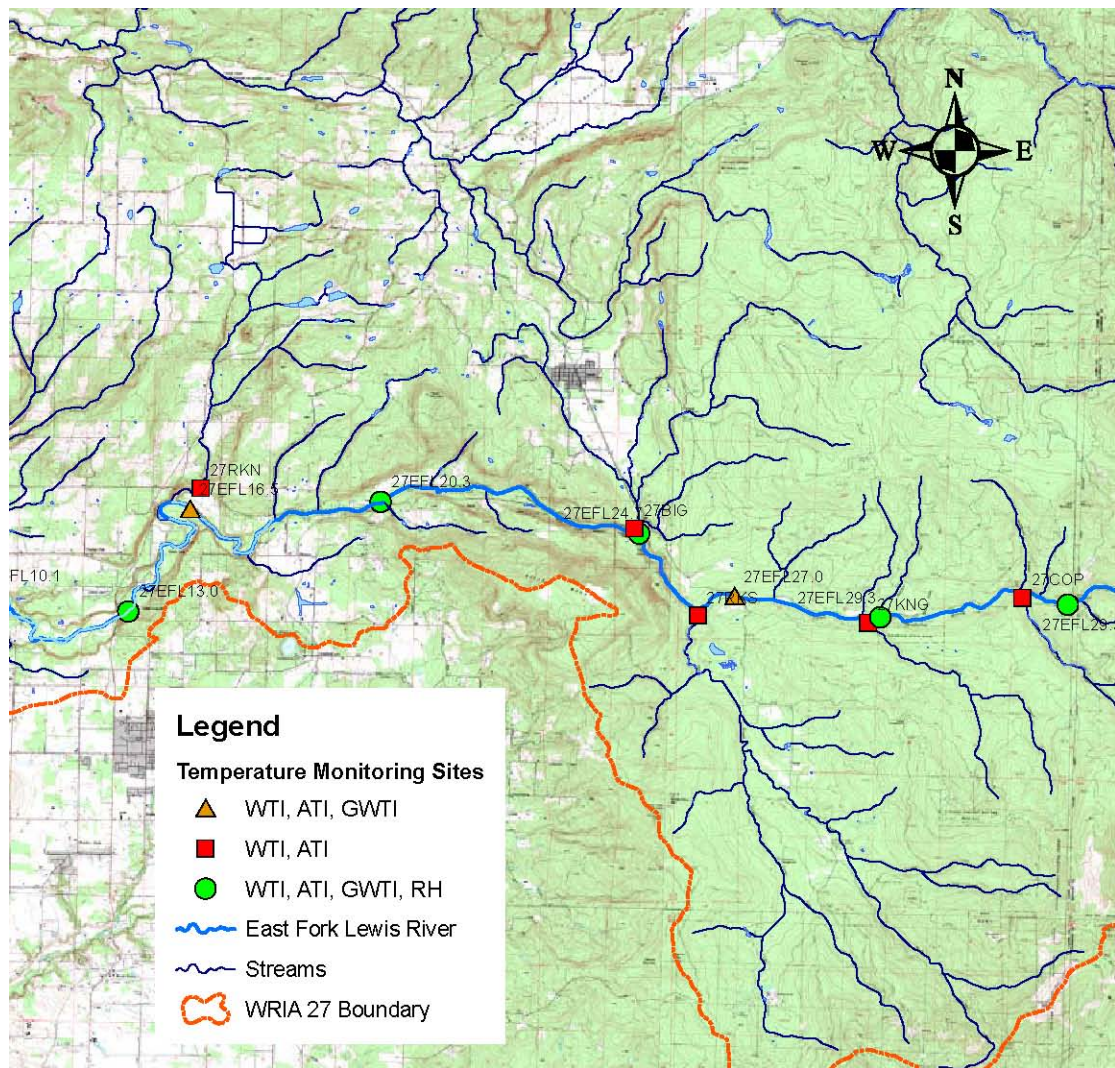 N
W
E
S
27RKN
27EFL16.5
27EFL20.3
27EFL24.
27BIG
27EFL27.0
27EFL29.3
27KNG
27COP
27EFL29
FL10.1
27EFL13.0
Legend
Temperature Monitoring Sites
WTI, ATI, GWTI
WTI, ATI
WTI, ATI, GWTI, RH
East Fork Lewis River
Streams
WRIA 27 Boundary